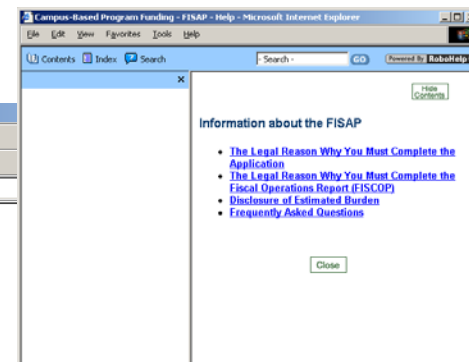 Campus-Based Program Funding - FISAP - Help - Microsoft Internet Explorer
File Edit View Favorites Tools Help
Contents Index Search - Search - GO Powered By RoboHelp
Hide
Contents
Information about the FISAP
• The Legal Reason Why You Must Complete the
Application
• The Legal Reason Why You Must Complete the
Fiscal Operations Report (FISCOP)
• Disclosure of Estimated Burden
• Frequently Asked Questions
Close